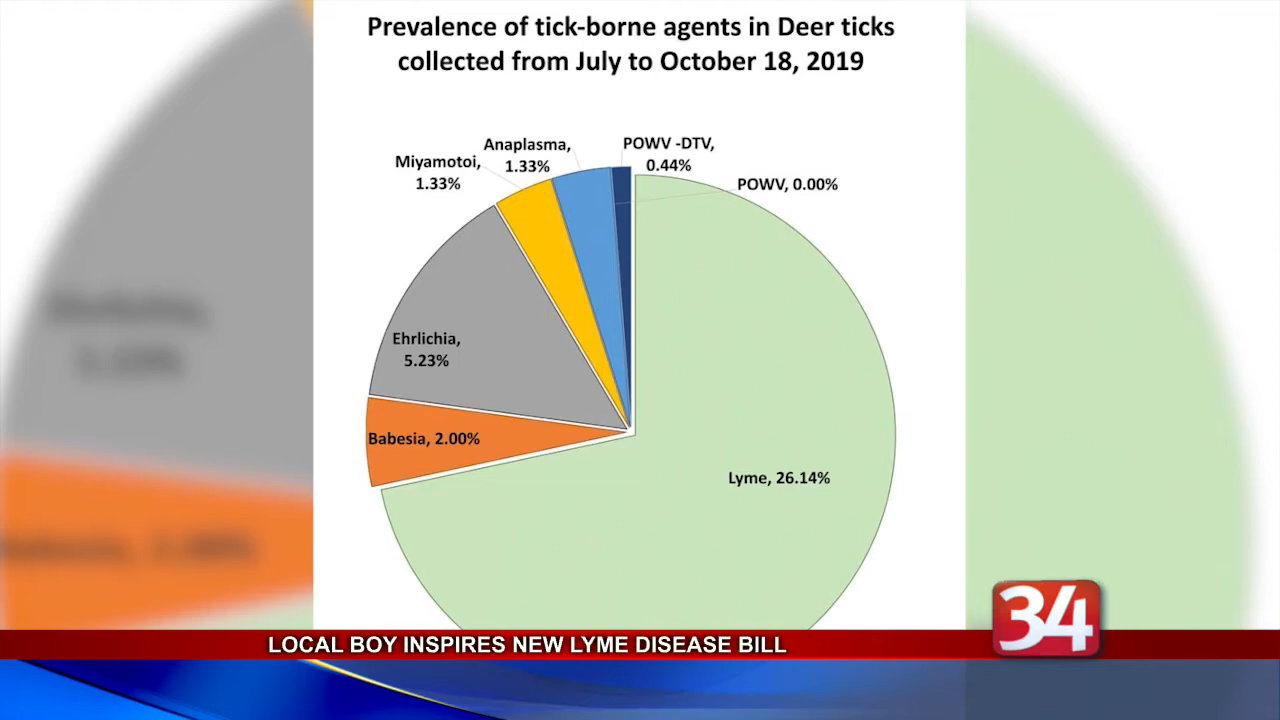 Prevalence of tick-borne agents in Deer ticks
collected from July to October 18, 2019
Miyamotoi,
1.33%
Anaplasma,
1.33%
POWV -DTV,
0.44%
POWV, 0.00%
Ehrlichia,
5.23%
Babesia, 2.00%
Lyme, 26.14%
34
LOCAL BOY INSPIRES NEW LYME DISEASE BILL